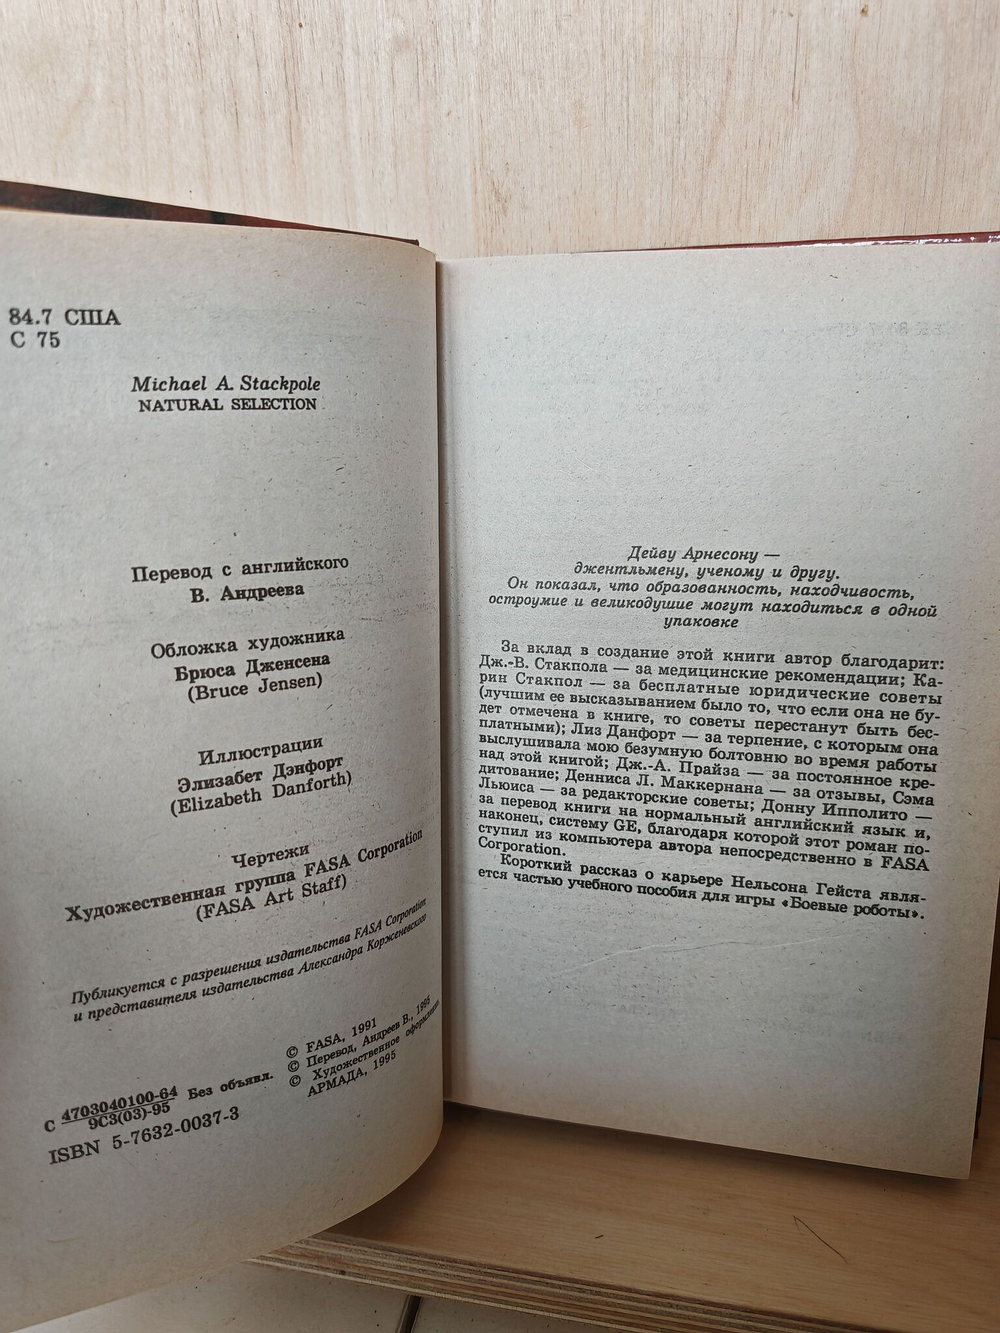 84.7 США
С 75
Michael A. Stackpole
NATURAL SELECTION
Перевод с английского
В. Андреева
Обложка художника
Брюса Дженсена
(Bruce Jensen)
Иллюстрации
Элизабет Дэнфорт
(Elizabeth Danforth)
Чертежи
Художественная группа FASA Corporation
(FASA Art Staff)
Публикуется с разрешения издательства FASA Corporation
и представителя издательства Александра Корженевского
© FASA, 1991
© Перевод, Андреев В., 1995
© Художественное оформление,
АРМАДА, 1995
С 4703040100-64 Без объявл.
9С3(03)-95
ISBN 5-7632-0037-3
Дейву Арнесону —
джентльмену, ученому и другу.
Он показал, что образованность, находчивость,
остроумие и великодушие могут находиться в одной
упаковке
За вклад в создание этой книги автор благодарит:
Дж.-В. Стакпола — за медицинские рекомендации; Ка-
рин Стакпол — за бесплатные юридические советы
(лучшим ее высказыванием было то, что если она не бу-
дет отмечена в книге, то советы перестанут быть бес-
платными); Лиз Данфорт — за терпение, с которым она
выслушивала мою безумную болтовню во время работы
над этой книгой; Дж.-А. Прайза — за постоянное кре-
дитование; Денниса Л. Маккернана — за отзывы, Сэма
Льюиса — за редакторские советы; Донну Ипполито —
за перевод книги на нормальный английский язык и,
наконец, систему GE, благодаря которой этот роман по-
ступил из компьютера автора непосредственно в FASA
Corporation.
Короткий рассказ о карьере Нельсона Гейста явля-
ется частью учебного пособия для игры «Боевые роботы».